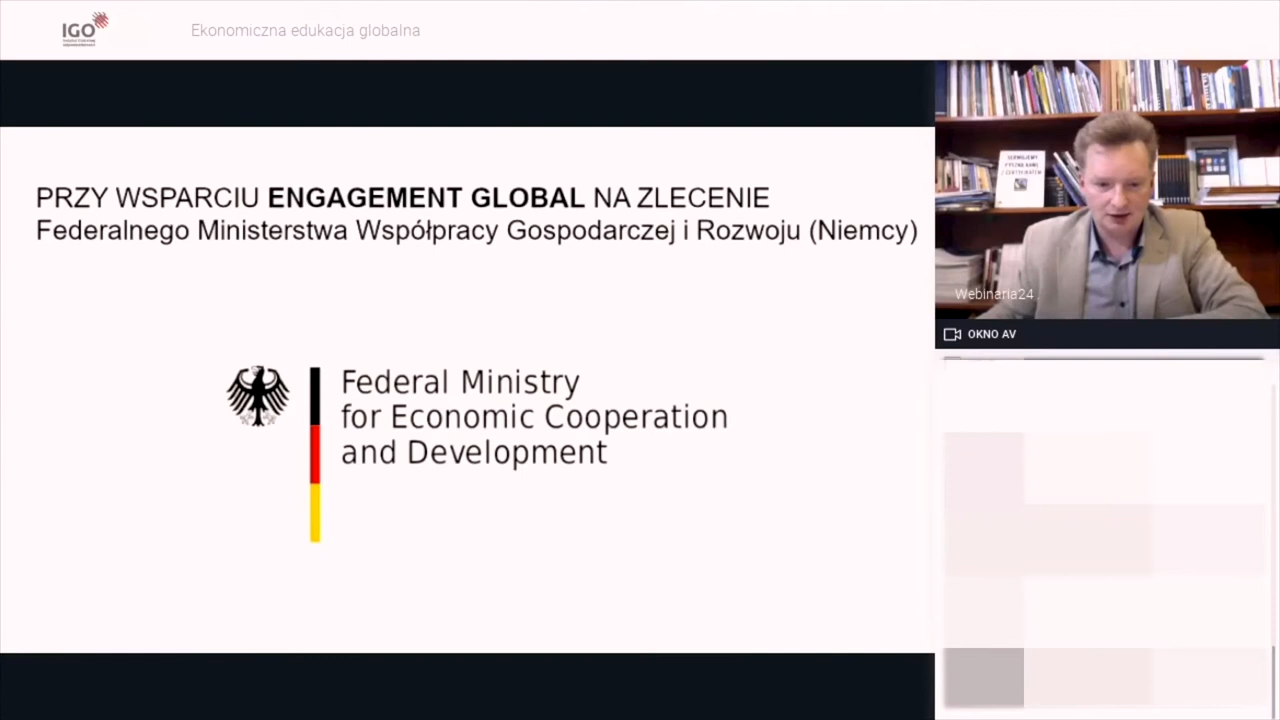 IGO
Ekonomiczna edukacja globalna
PRZY WSPARCIU ENGAGEMENT GLOBAL NA ZLECENIE
Federalnego Ministerstwa Współpracy Gospodarczej i Rozwoju (Niemcy)
Federal Ministry
for Economic Cooperation
and Development
Webinaria24 .
OKNO AV